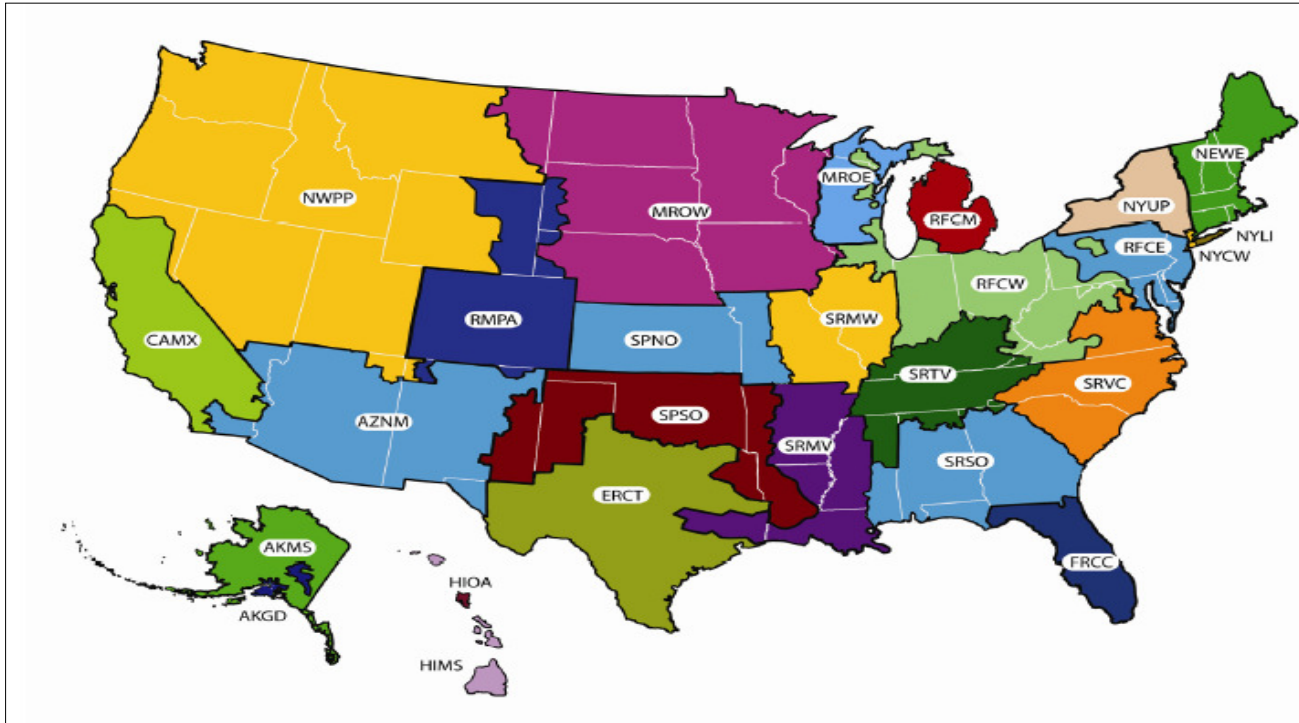 NEWE
MROE
NWPP
NYUP
MROW
RFCM
NYLI
RFCE
NYCW
RFCW
RMPA
SRMW
CAMX
SPNO
SRTV
SRVC
SPSO
AZNM
SRMV
SRSO
ERCT
AKMS
FRCC
HIOA
AKGD
HIMS